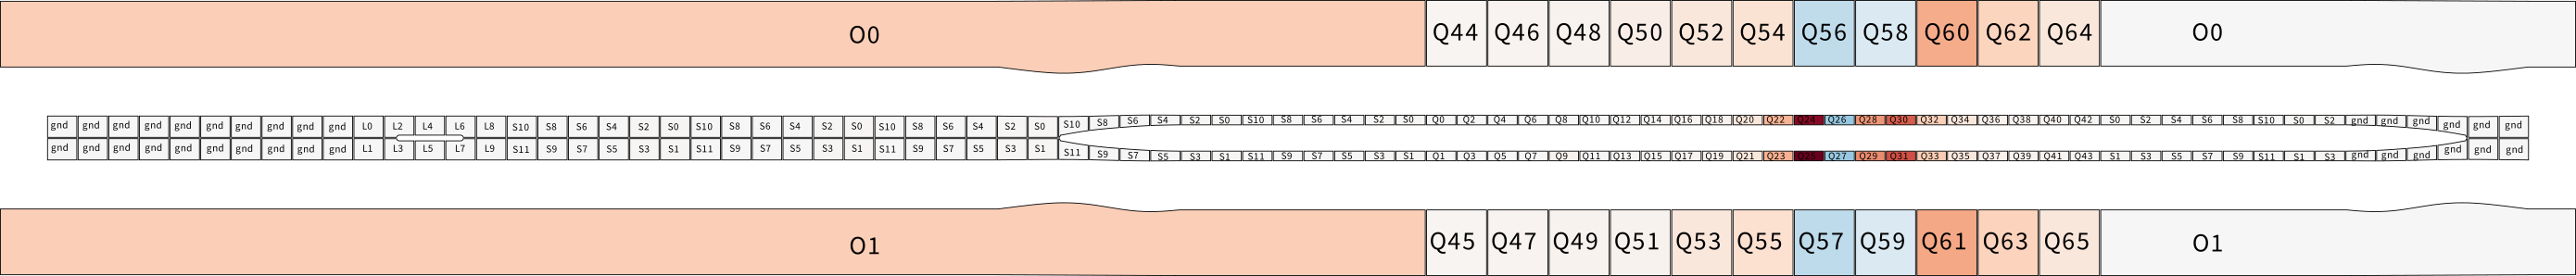 O0 Q44 Q46 Q48 Q50 Q52 Q54 Q56 Q58 Q60 Q62 Q64 O0
gnd gnd gnd gnd gnd gnd gnd gnd gnd gnd L0 L2 L4 L6 L8 S10 S8 S6 S4 S2 S0 S10 S8 S6 S4 S2 S0 S10 S8 S6 S4 S2 S0 S10 S8 S6 S4 S2 S0 S10 S8 S6 S4 S2 S0 Q0 Q2 Q4 Q6 Q8 Q10 Q12 Q14 Q16 Q18 Q20 Q22 Q24 Q26 Q28 Q30 Q32 Q34 Q36 Q38 Q40 Q42 S0 S2 S4 S6 S8 S10 S0 S2 gnd gnd gnd gnd gnd gnd
gnd gnd gnd gnd gnd gnd gnd gnd gnd gnd L1 L3 L5 L7 L9 S11 S9 S7 S5 S3 S1 S11 S9 S7 S5 S3 S1 S11 S9 S7 S5 S3 S1 S11 S9 S7 S5 S3 S1 S11 S9 S7 S5 S3 S1 Q1 Q3 Q5 Q7 Q9 Q11 Q13 Q15 Q17 Q19 Q21 Q23 Q25 Q27 Q29 Q31 Q33 Q35 Q37 Q39 Q41 Q43 S1 S3 S5 S7 S9 S11 S1 S3 gnd gnd gnd gnd gnd gnd
O1 Q45 Q47 Q49 Q51 Q53 Q55 Q57 Q59 Q61 Q63 Q65 O1